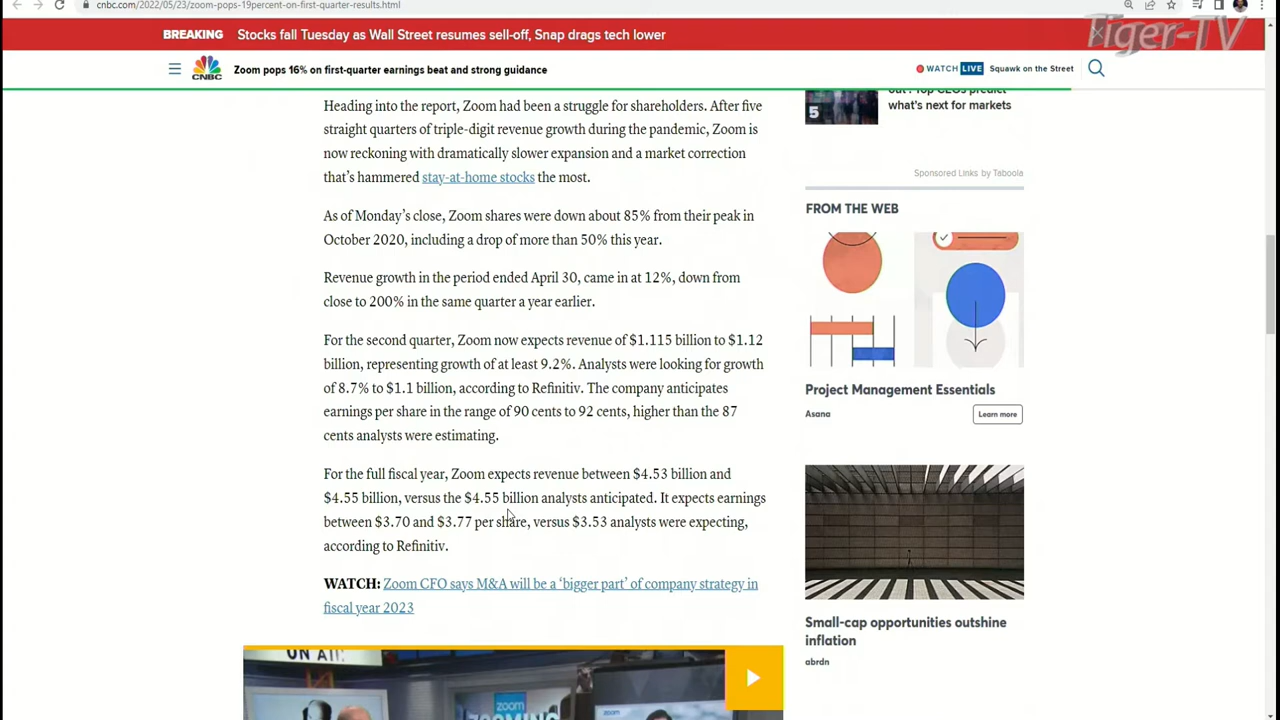 cnbc.com/2022/05/23/zoom-pops-19percent-on-first-quarter-results.html
Tiger-TV
BREAKING Stocks fall Tuesday as Wall Street resumes sell-off, Snap drags tech lower
CNBC
Zoom pops 16% on first-quarter earnings beat and strong guidance
WATCH LIVE Squawk on the Street
Heading into the report, Zoom had been a struggle for shareholders. After five
straight quarters of triple-digit revenue growth during the pandemic, Zoom is
now reckoning with dramatically slower expansion and a market correction
that’s hammered stay-at-home stocks the most.
As of Monday’s close, Zoom shares were down about 85% from their peak in
October 2020, including a drop of more than 50% this year.
Revenue growth in the period ended April 30, came in at 12%, down from
close to 200% in the same quarter a year earlier.
For the second quarter, Zoom now expects revenue of $1.115 billion to $1.12
billion, representing growth of at least 9.2%. Analysts were looking for growth
of 8.7% to $1.1 billion, according to Refinitiv. The company anticipates
earnings per share in the range of 90 cents to 92 cents, higher than the 87
cents analysts were estimating.
For the full fiscal year, Zoom expects revenue between $4.53 billion and
$4.55 billion, versus the $4.55 billion analysts anticipated. It expects earnings
between $3.70 and $3.77 per share, versus $3.53 analysts were expecting,
according to Refinitiv.
WATCH: Zoom CFO says M&A will be a ‘bigger part’ of company strategy in
fiscal year 2023
ON AIR
zoom
ZOOMING
zoom
5
out? Top CEOs predict
what’s next for markets
Sponsored Links by Taboola
FROM THE WEB
Project Management Essentials
Asana
Learn more
Small-cap opportunities outshine
inflation
abrdn